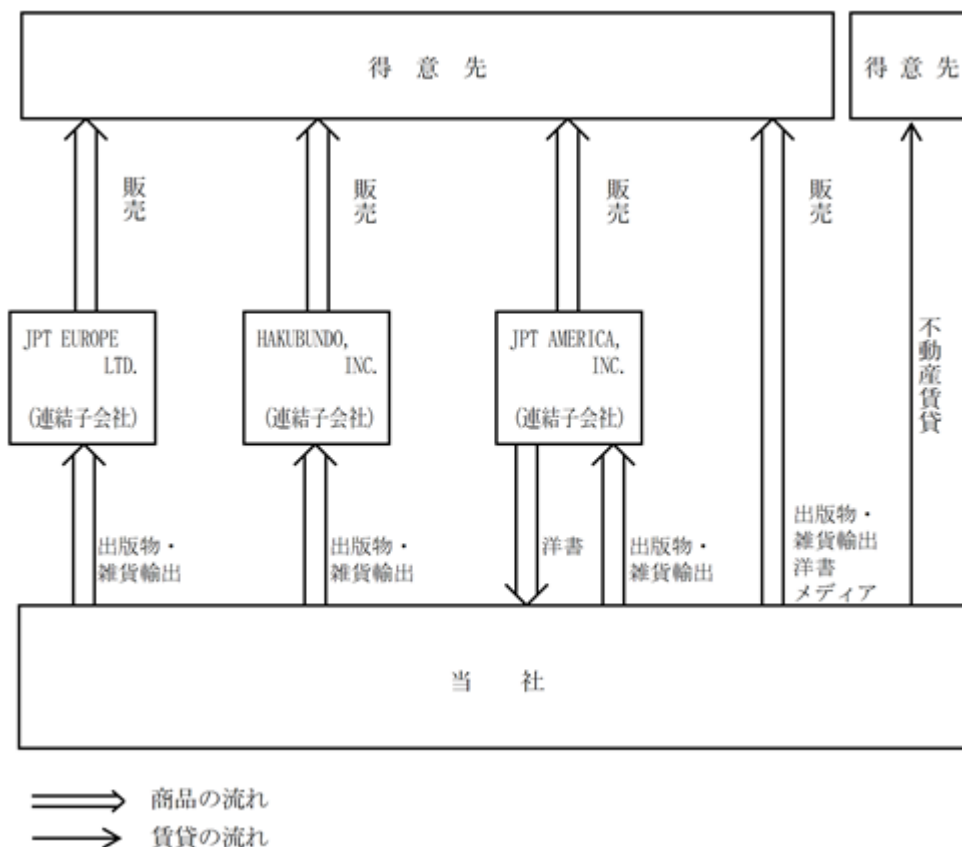 得意先
得意先
販売
販売
販売
販売
JPT EUROPE
LTD.
(連結子会社)
HAKUBUNDO,
INC.
(連結子会社)
JPT AMERICA,
INC.
(連結子会社)
不動産賃貸
出版物・
雑貨輸出
出版物・
雑貨輸出
洋書
出版物・
雑貨輸出
出版物・
雑貨輸出
洋書
メディア
当社
商品の流れ
賃貸の流れ